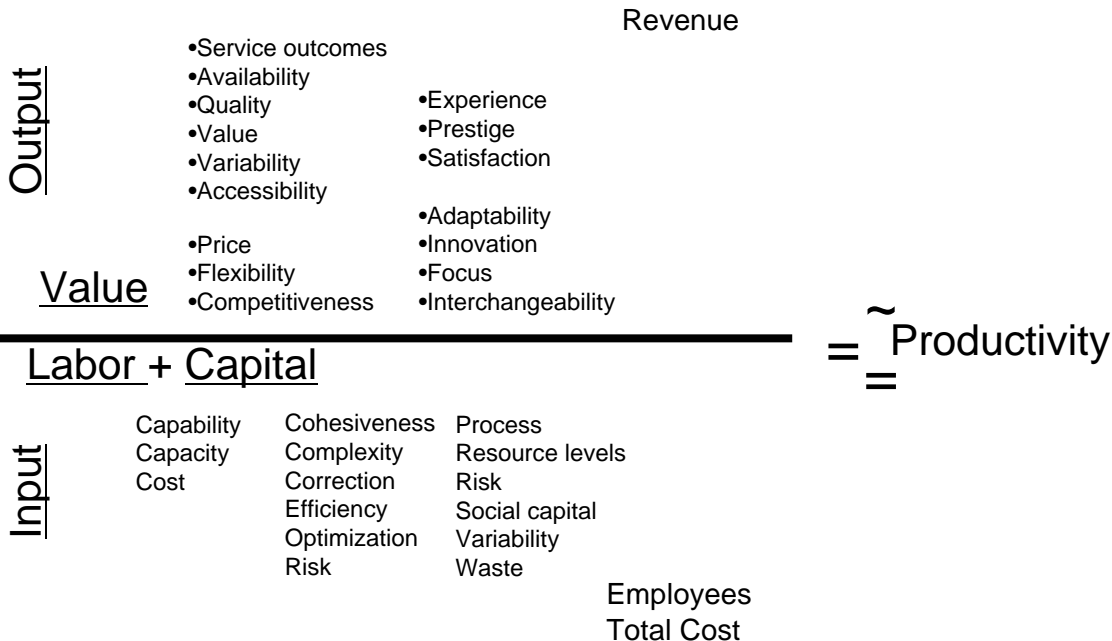 Revenue
Output
•Service outcomes
•Availability
•Quality
•Value
•Variability
•Accessibility
•Price
•Flexibility
•Competitiveness
•Experience
•Prestige
•Satisfaction
•Adaptability
•Innovation
•Focus
•Interchangeability
Value
= ~ Productivity
=
Labor + Capital
Input
Capability
Capacity
Cost
Cohesiveness
Complexity
Correction
Efficiency
Optimization
Risk
Process
Resource levels
Risk
Social capital
Variability
Waste
Employees
Total Cost